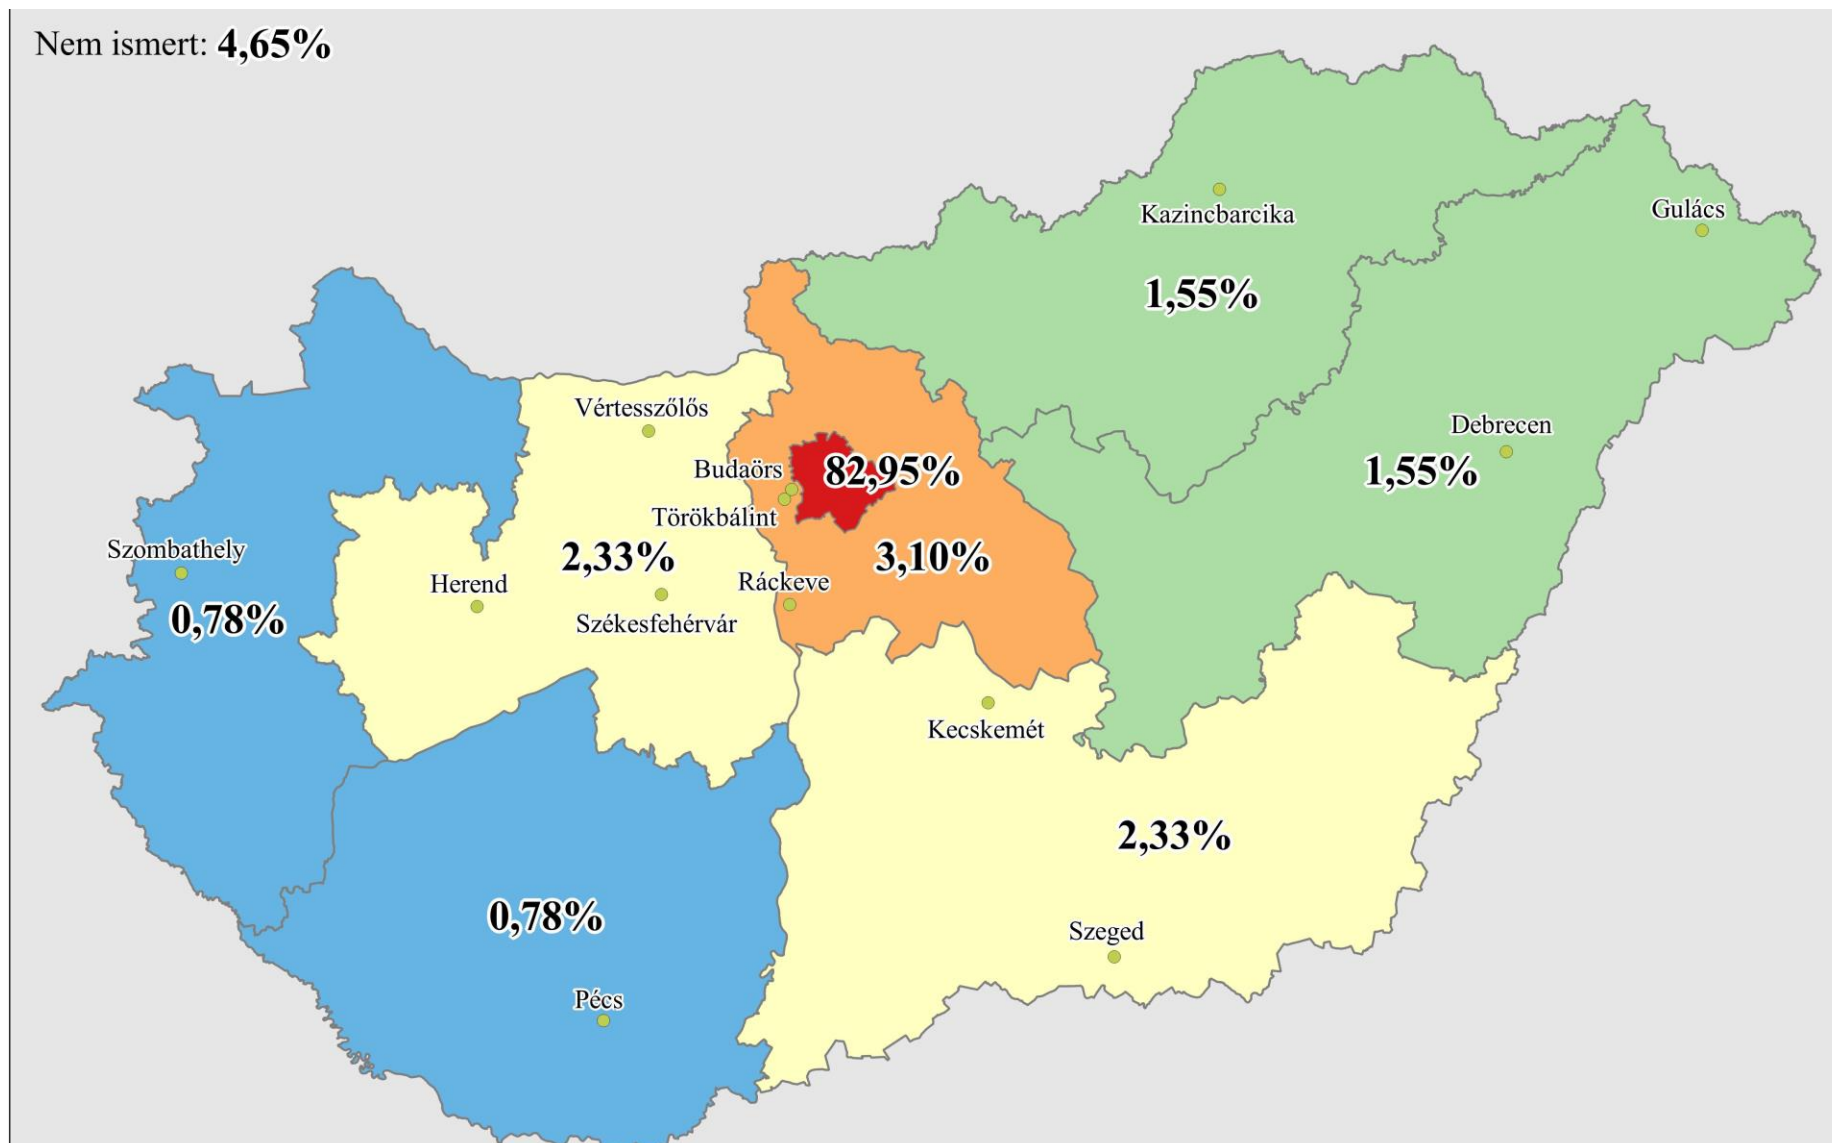 Nem ismert: 4,65%
Kazincbarcika
Gulács
1,55%
Vértesszőlős
Debrecen
Budaörs
82,95%
1,55%
Törökbálint
Szombathely
2,33%
3,10%
Herend
Ráckeve
0,78%
Székesfehérvár
Kecskemét
2,33%
0,78%
Szeged
Pécs